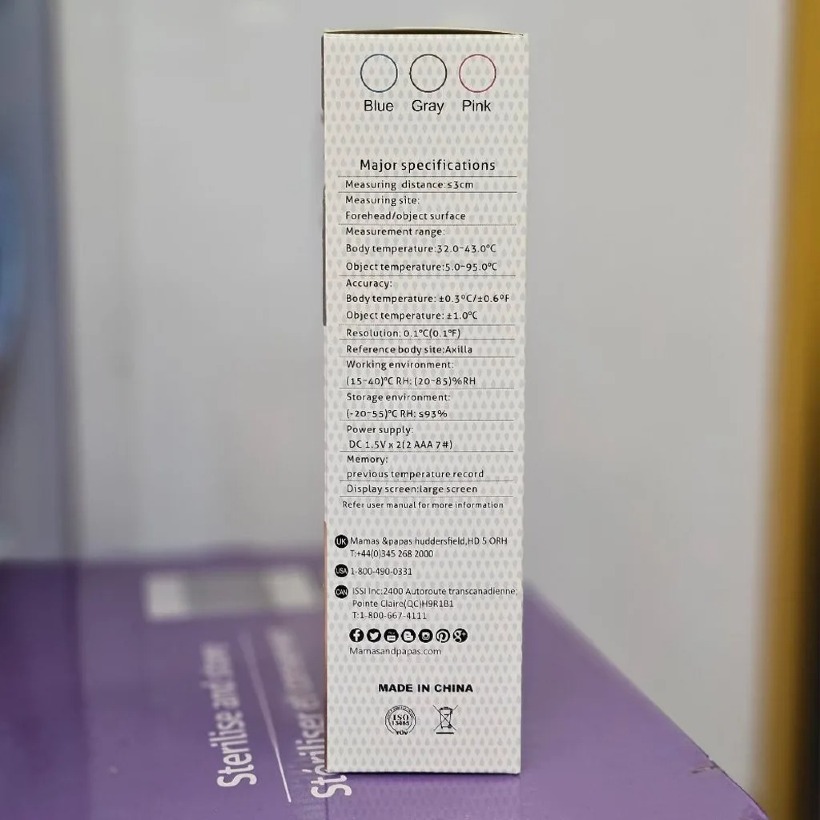 Blue Gray Pink
Major specifications
Measuring distance:≤3cm
Measuring site:
Forehead/object surface
Measurement range:
Body temperature:32.0-43.0°C
Object temperature:5.0-95.0°C
Accuracy:
Body temperature: ±0.3°C/±0.6°F
Object temperature: ±1.0°C
Resolution: 0.1°C(0.1°F)
Reference body site:Axilla
Working environment:
(15-40)°C RH: (20-85)%RH
Storage environment:
(-20-55)°C RH: ≤93%
Power supply:
DC 1.5V x 2(2 AAA 7#)
Memory:
previous temperature record
Display screen:large screen
Refer user manual for more information
UK Mamas &papas huddersfield,HD 5 ORH
T:+44(0)345 268 2000
USA 1-800-490-0331
CAN ISSI Inc:2400 Autoroute transcanadienne,
Pointe Claire(QC)H9R1B1
T:1-800-667-4111
Mamasandpapas.com
MADE IN CHINA
ISO
13485
TÜV
Sterilise and store
Stériliser et conserver